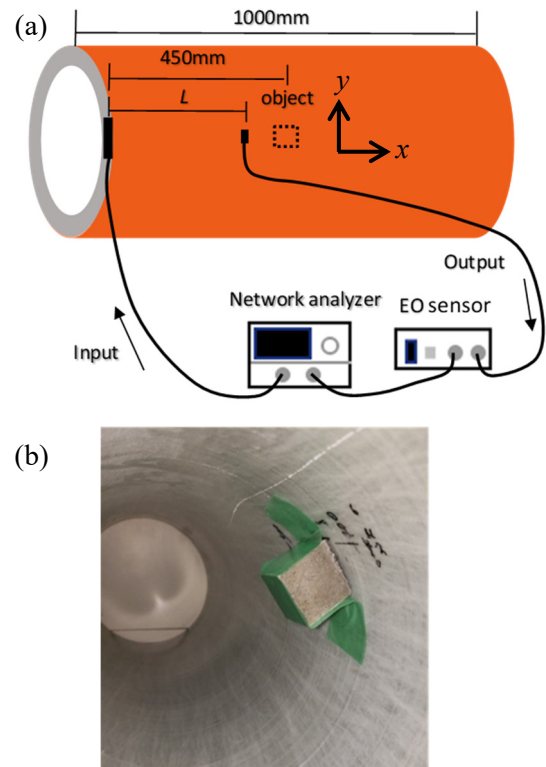 (a)
1000mm
450mm
L
object
y
x
Output
Network analyzer
EO sensor
Input
(b)